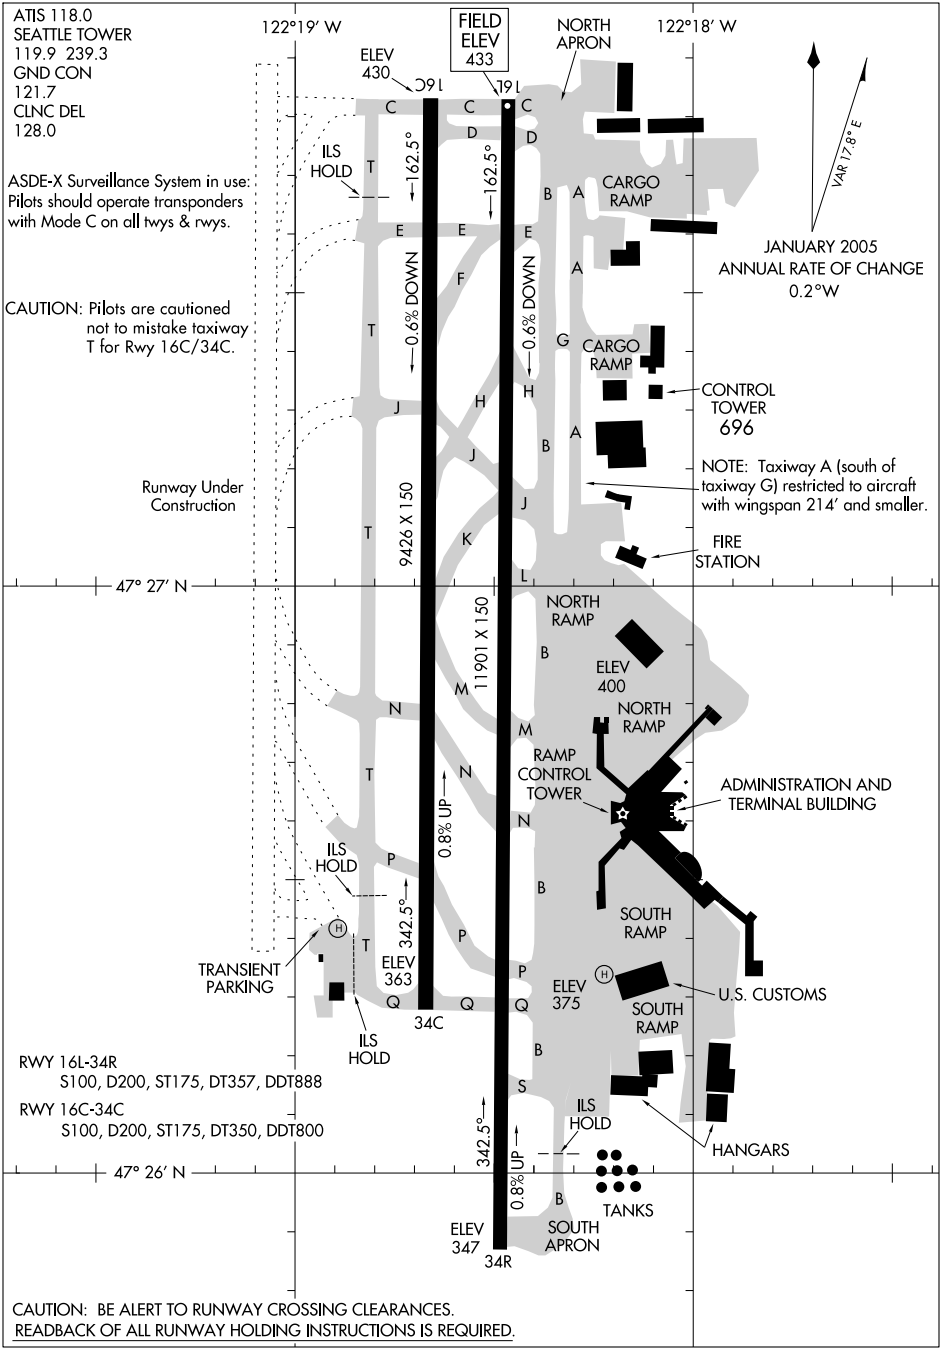 ATIS 118.0
SEATTLE TOWER
119.9 239.3
GND CON
121.7
CLNC DEL
128.0
122°19' W
122°18' W
FIELD
ELEV
433
ELEV
430
16C
16L
NORTH
APRON
VAR 17.8° E
JANUARY 2005
ANNUAL RATE OF CHANGE
0.2°W
ASDE-X Surveillance System in use:
Pilots should operate transponders
with Mode C on all twys & rwys.
CAUTION: Pilots are cautioned
not to mistake taxiway
T for Rwy 16C/34C.
ILS
HOLD
C
C
C
D
D
T
162.5°
162.5°
B
A
CARGO
RAMP
E
E
E
F
A
0.6% DOWN
0.6% DOWN
T
G
CARGO
RAMP
H
H
J
CONTROL
TOWER
696
B
A
J
NOTE: Taxiway A (south of
taxiway G) restricted to aircraft
with wingspan 214' and smaller.
Runway Under
Construction
J
9426 X 150
T
K
FIRE
STATION
L
47° 27' N
NORTH
RAMP
11901 X 150
B
ELEV
400
M
N
NORTH
RAMP
M
RAMP
CONTROL
TOWER
T
N
ADMINISTRATION AND
TERMINAL BUILDING
0.8% UP
N
ILS
HOLD
P
B
342.5°
SOUTH
RAMP
H
P
T
TRANSIENT
PARKING
ELEV
363
P
H
ELEV
375
U.S. CUSTOMS
SOUTH
RAMP
Q
Q
Q
34C
ILS
HOLD
B
RWY 16L-34R
S100, D200, ST175, DT357, DDT888
RWY 16C-34C
S100, D200, ST175, DT350, DDT800
S
ILS
HOLD
342.5°
0.8% UP
HANGARS
47° 26' N
B
TANKS
ELEV
347
SOUTH
APRON
34R
CAUTION: BE ALERT TO RUNWAY CROSSING CLEARANCES.
READBACK OF ALL RUNWAY HOLDING INSTRUCTIONS IS REQUIRED.